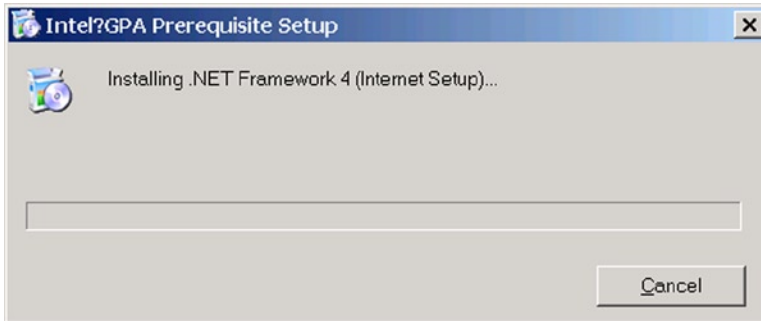 Intel?GPA Prerequisite Setup
Installing .NET Framework 4 (Internet Setup)...
Cancel